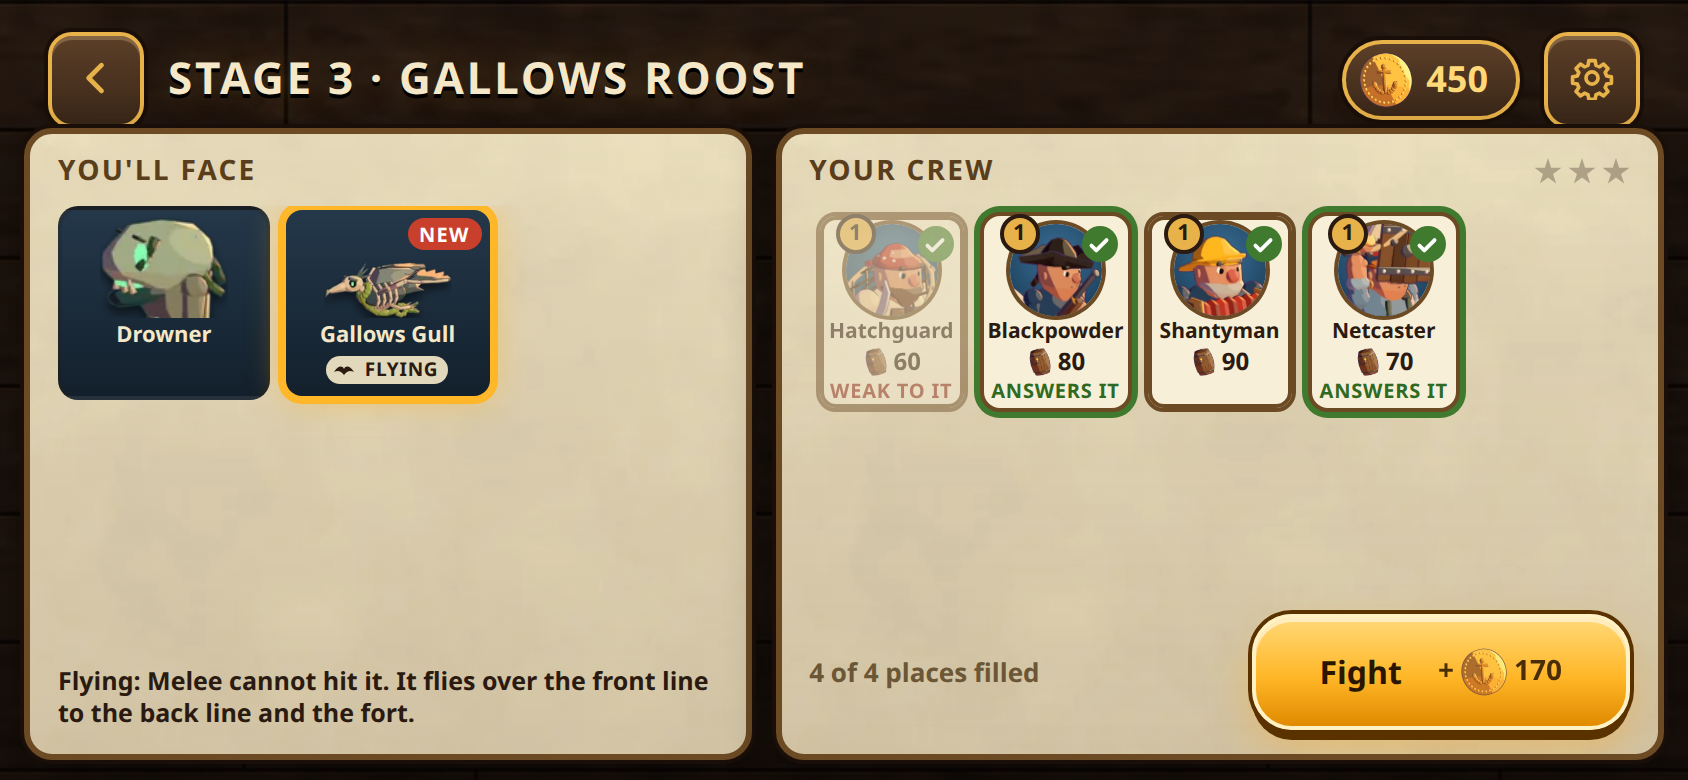 STAGE 3 · GALLOWS ROOST
450
YOU'LL FACE
Drowner
NEW
Gallows Gull
FLYING
Flying: Melee cannot hit it. It flies over the front line
to the back line and the fort.
YOUR CREW
1
Hatchguard
60
WEAK TO IT
1
Blackpowder
80
ANSWERS IT
1
Shantyman
90
1
Netcaster
70
ANSWERS IT
4 of 4 places filled
Fight + 170